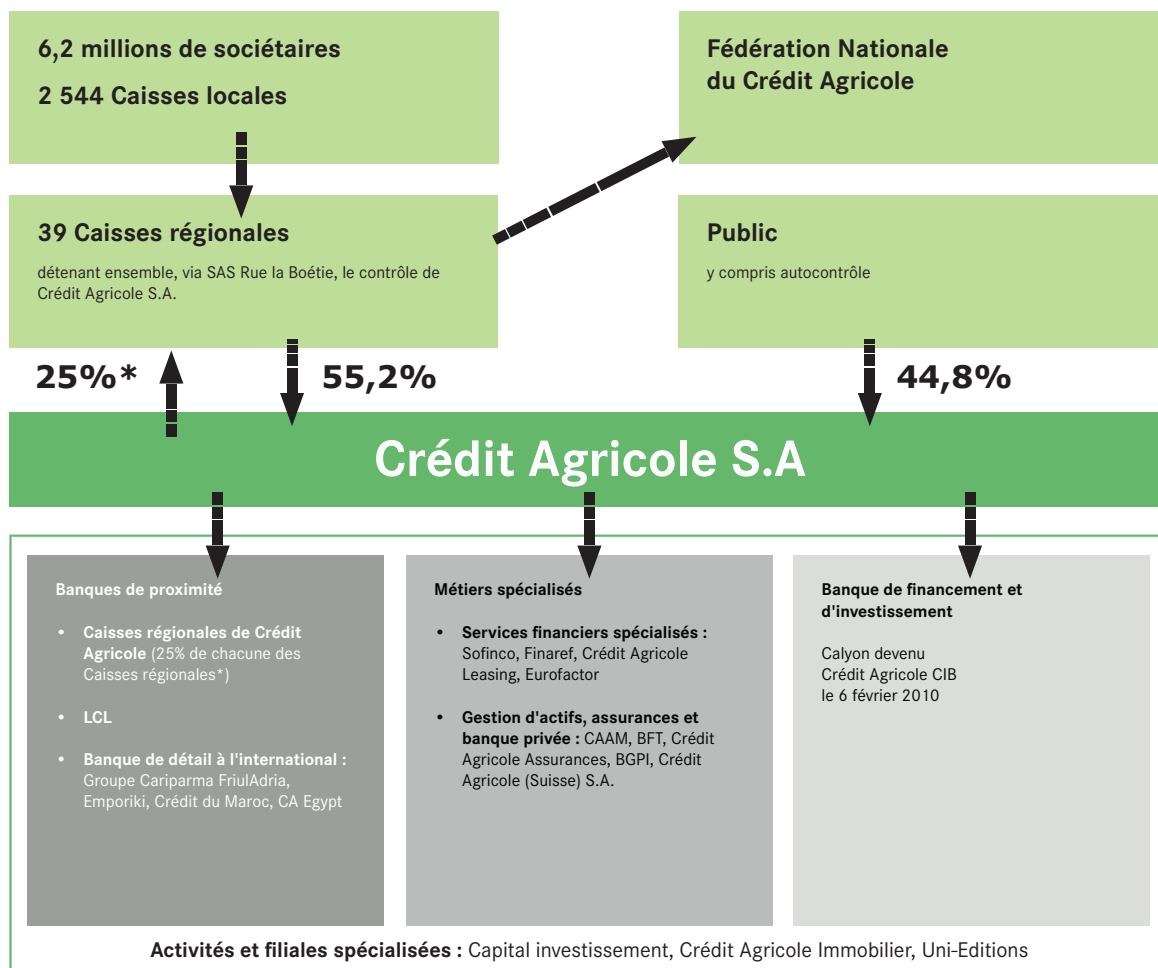 6,2 millions de sociétaires
2 544 Caisses locales
Fédération Nationale
du Crédit Agricole
39 Caisses régionales
détenant ensemble, via SAS Rue la Boétie, le contrôle de
Crédit Agricole S.A.
Public
y compris autocontrôle
25%*
55,2%
44,8%
Crédit Agricole S.A
Banques de proximité
• Caisses régionales de Crédit
Agricole (25% de chacune des
Caisses régionales*)
• LCL
• Banque de détail à l'international :
Groupe Cariparma FriulAdria,
Emporiki, Crédit du Maroc, CA Egypt
Métiers spécialisés
• Services financiers spécialisés :
Sofinco, Finaref, Crédit Agricole
Leasing, Eurofactor
• Gestion d'actifs, assurances et
banque privée : CAAM, BFT, Crédit
Agricole Assurances, BGPI, Crédit
Agricole (Suisse) S.A.
Banque de financement et
d'investissement
Calyon devenu
Crédit Agricole CIB
le 6 février 2010
Activités et filiales spécialisées : Capital investissement, Crédit Agricole Immobilier, Uni-Editions